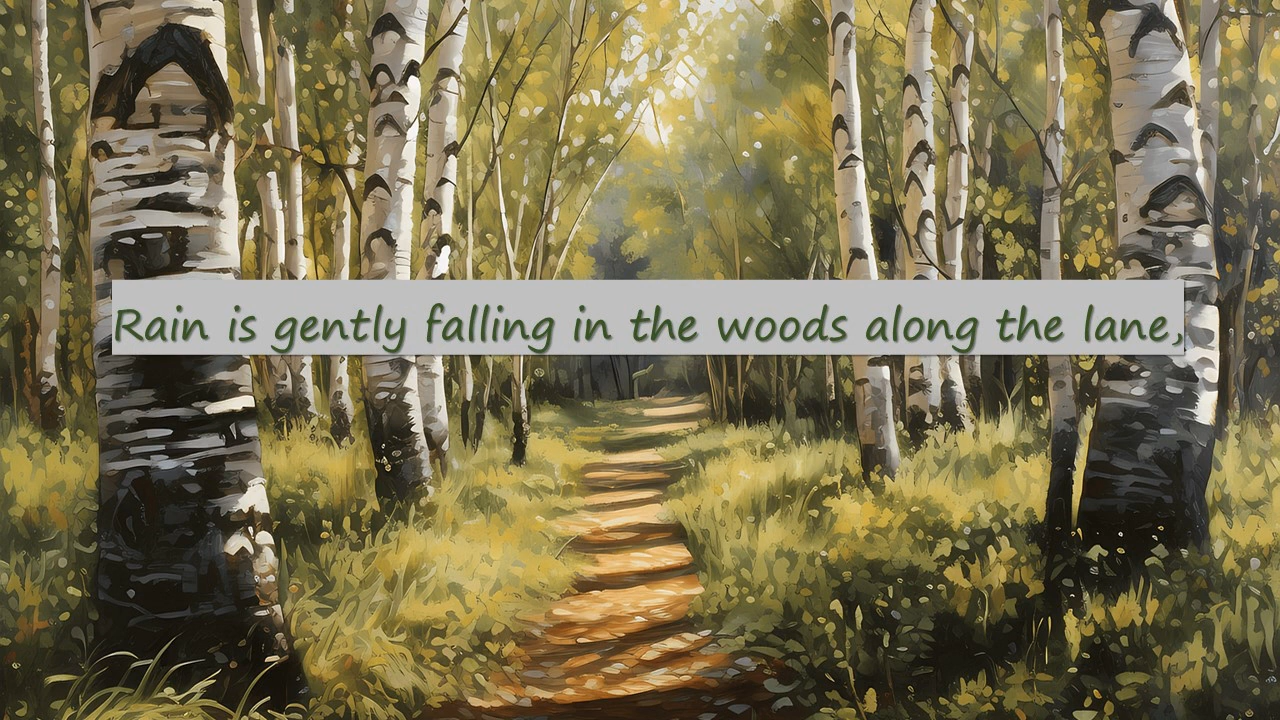 Rain is gently falling in the woods along the lane,